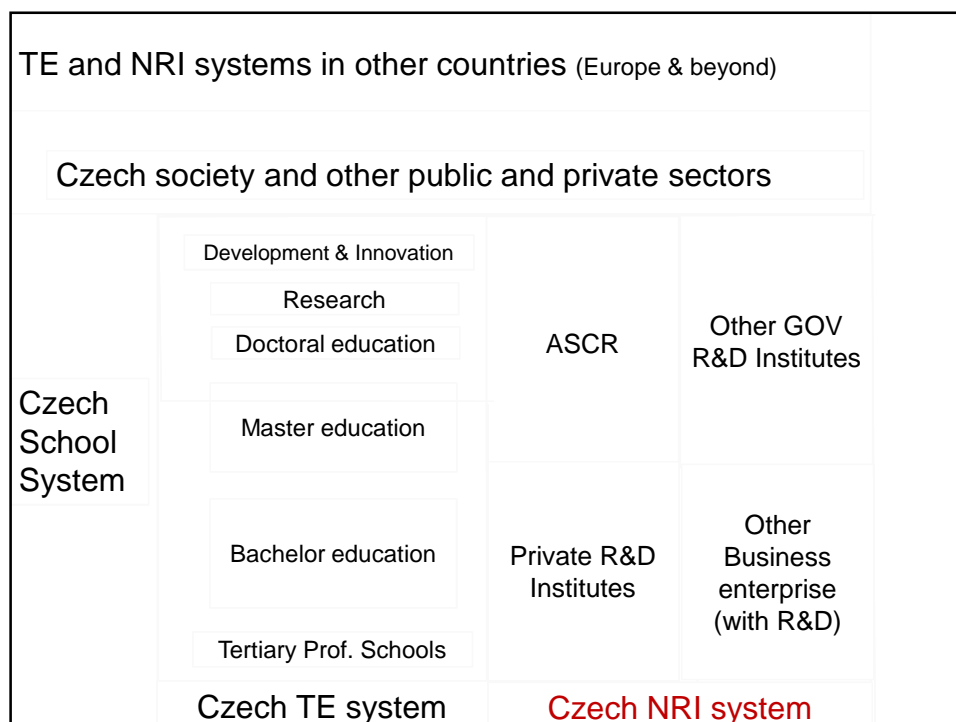 TE and NRI systems in other countries (Europe & beyond)
Czech society and other public and private sectors
Czech
School
System
Development & Innovation
Research
Doctoral education
Master education
Bachelor education
Tertiary Prof. Schools
Czech TE system
ASCR
Private R&D
Institutes
Other GOV
R&D Institutes
Other
Business
enterprise
(with R&D)
Czech NRI system